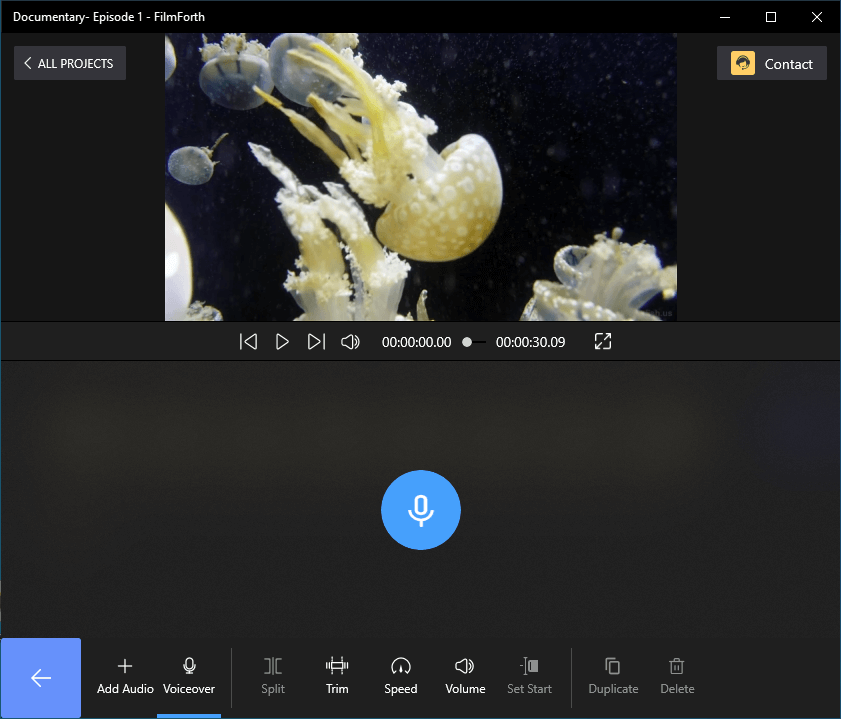 Documentary- Episode 1 - FilmForth
ALL PROJECTS
Contact
00:00:00.00
00:00:30.09
Add Audio
Voiceover
Split
Trim
Speed
Volume
Set Start
Duplicate
Delete